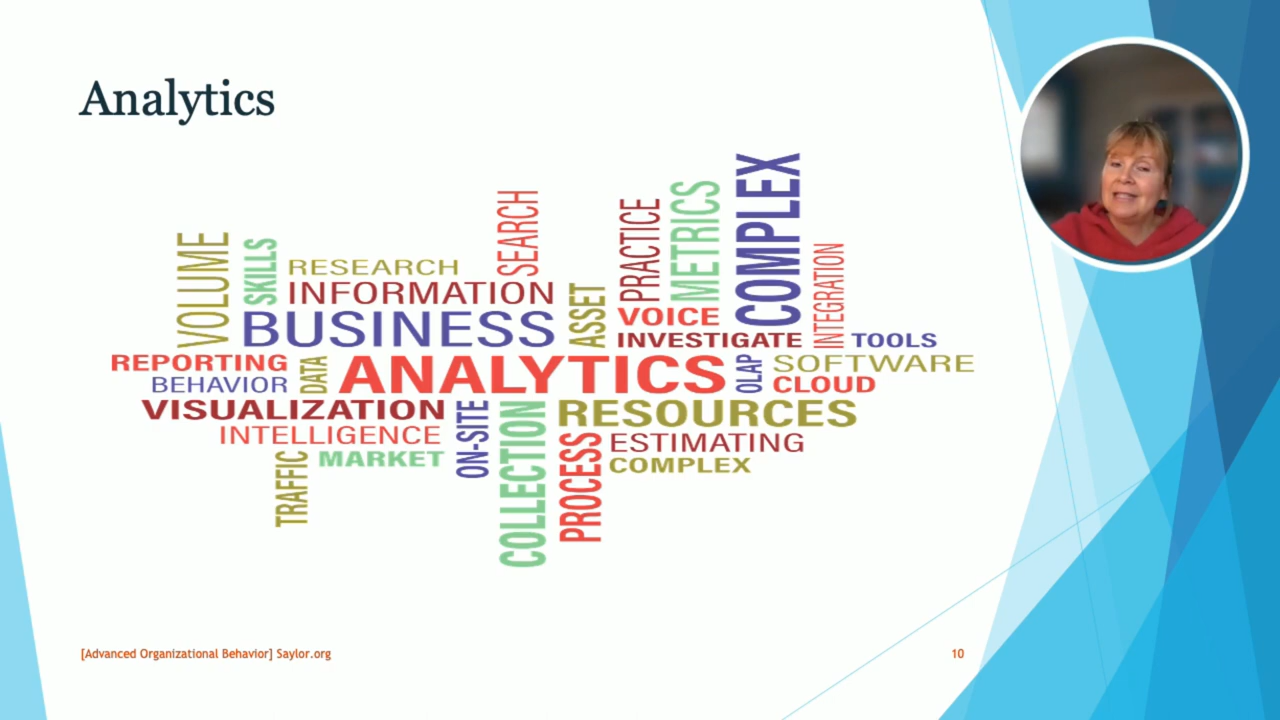 Analytics
COMPLEX
METRICS
SEARCH
PRACTICE
VOLUME
SKILLS
RESEARCH
INTEGRATION
INFORMATION
ASSET
VOICE
BUSINESS
INVESTIGATE
TOOLS
REPORTING
DATA
ANALYTICS
OLAP
SOFTWARE
BEHAVIOR
CLOUD
VISUALIZATION
ON-SITE
COLLECTION
RESOURCES
INTELLIGENCE
PROCESS
ESTIMATING
TRAFFIC
MARKET
COMPLEX
[Advanced Organizational Behavior] Saylor.org
10